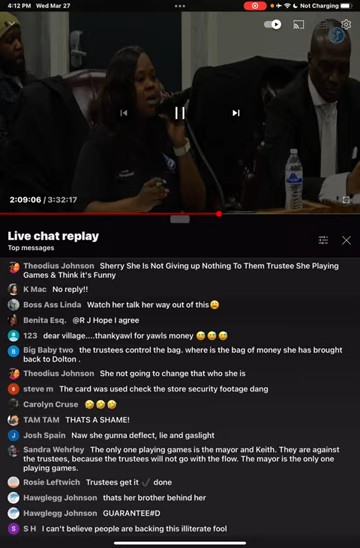 4:12 PM Wed Mar 27
Not Charging
2:09:06 / 3:32:17
Live chat replay
Top messages
Theodius Johnson Sherry She Is Not Giving up Nothing To Them Trustee She Playing
Games & Think it's Funny
K Mac No reply!!
Boss Ass Linda Watch her talk her way out of this😩
Benita Esq. @R J Hope I agree
123 dear village....thankyawl for yawls money 😅😅😅
Big Baby two the trustees control the bag. where is the bag of money she has brought
back to Dolton .
Theodius Johnson She not going to change that who she is
steve m The card was used check the store security footage dang
Carolyn Cruse 🤣🤣🤣
TAM TAM THATS A SHAME!
Josh Spain Naw she gunna deflect, lie and gaslight
Sandra Wehrley The only one playing games is the mayor and Keith. They are against
the trustees, because the trustees will not go with the flow. The mayor is the only one
playing games.
Rosie Leftwich Trustees get it ✔️ done
Hawglegg Johnson thats her brother behind her
Hawglegg Johnson GUARANTE#D
S H I can't believe people are backing this illiterate fool